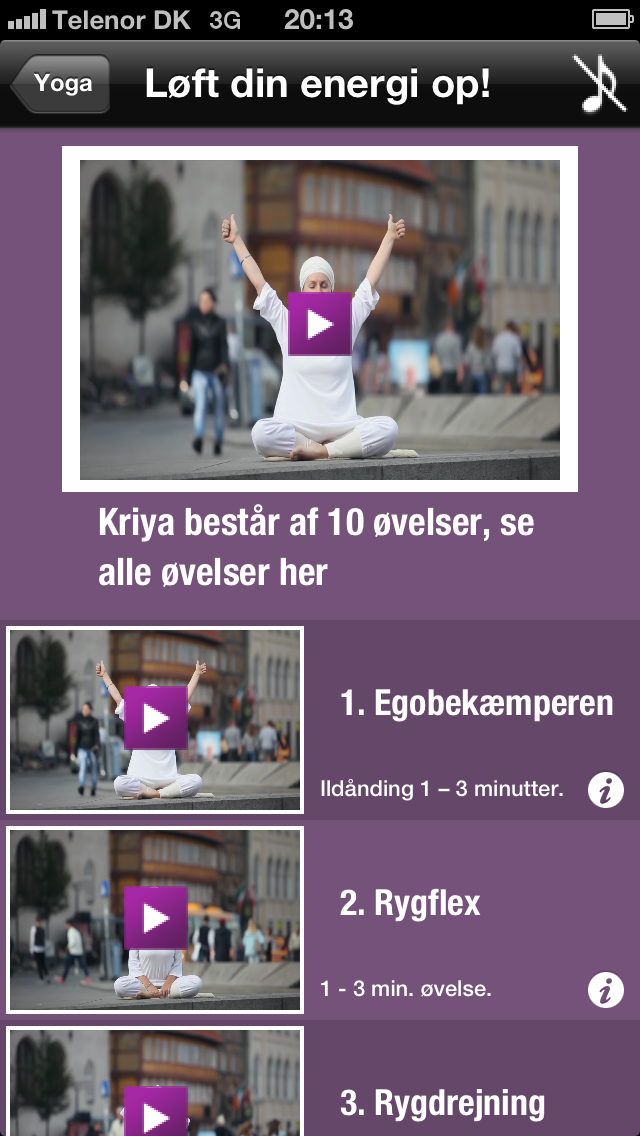 Telenor DK 3G 20:13
Yoga
Løft din energi op!
Kriya består af 10 øvelser, se
alle øvelser her
1. Egobekæmperen
Ildånding 1 – 3 minutter.
2. Rygflex
1 - 3 min. øvelse.
3. Rygdrejning